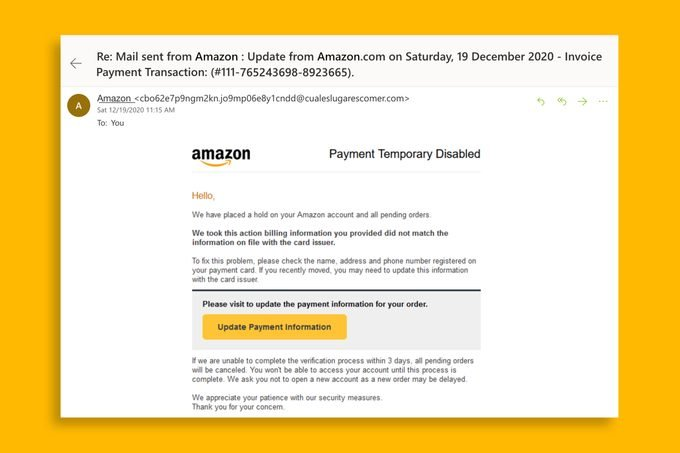 Re: Mail sent from Amazon : Update from Amazon.com on Saturday, 19 December 2020 - Invoice
Payment Transaction: (#111-765243698-8923665).
A
Amazon <cbo62e7p9ngm2kn.jo9mp06e8y1cndd@cualeslugarescomer.com>
Sat 12/19/2020 11:15 AM
To: You
amazon
Payment Temporary Disabled
Hello,
We have placed a hold on your Amazon account and all pending orders.
We took this action billing information you provided did not match the
information on file with the card issuer.
To fix this problem, please check the name, address and phone number registered on
your payment card. If you recently moved, you may need to update this information
with the card issuer.
Please visit to update the payment information for your order.
Update Payment Information
If we are unable to complete the verification process within 3 days, all pending orders
will be canceled. You won't be able to access your account until this process is
complete. We ask you not to open a new account as a new order may be delayed.
We appreciate your patience with our security measures.
Thank you for your concern.